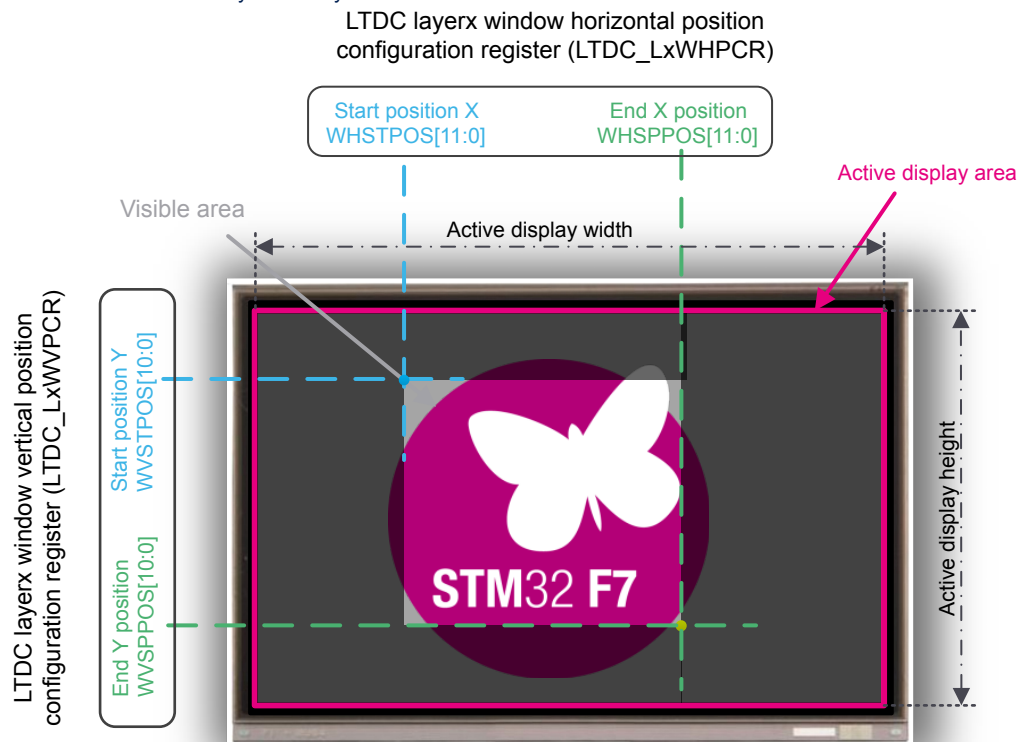 LTDC layerx window horizontal position
configuration register (LTDC_LxWHPCR)
Start position X
WHSTPOS[11:0]
End X position
WHSPPOS[11:0]
Active display area
Visible area
Active display width
LTDC layerx window vertical position
configuration register (LTDC_LxWVPCR)
Start position Y
WVSTPOS[10:0]
End Y position
WVSPPOS[10:0]
Active display height
STM32 F7